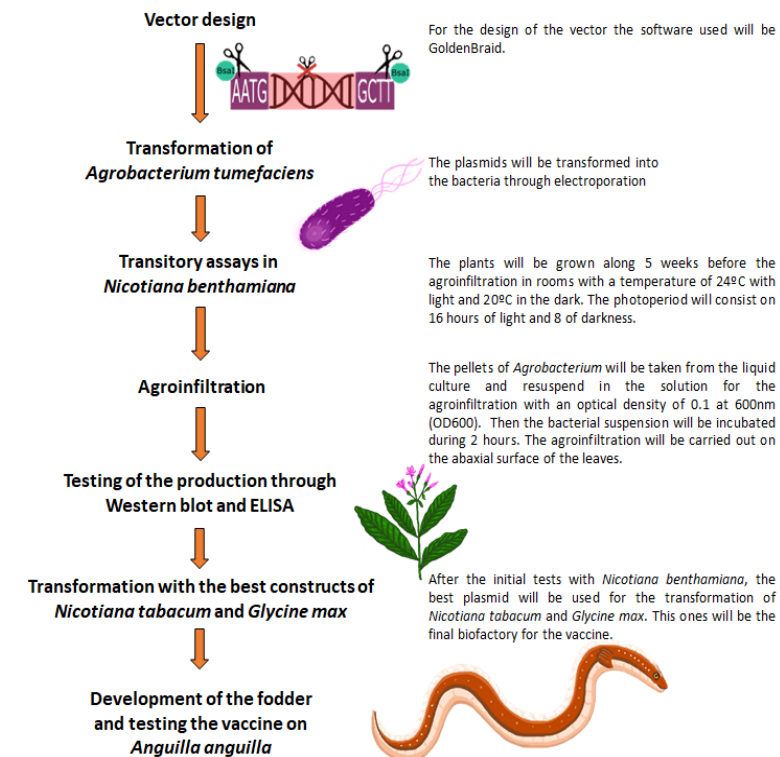 Vector design
For the design of the vector the software used will be
GoldenBraid.
BsaI
BsaI
AATG
GCTT
Transformation of
Agrobacterium tumefaciens
The plasmids will be transformed into
the bacteria through electroporation
Transitory assays in
Nicotiana benthamiana
The plants will be grown along 5 weeks before the
agroinfiltration in rooms with a temperature of 24ºC with
light and 20ºC in the dark. The photoperiod will consist on
16 hours of light and 8 of darkness.
Agroinfiltration
The pellets of Agrobacterium will be taken from the liquid
culture and resuspend in the solution for the
agroinfiltration with an optical density of 0.1 at 600nm
(OD600). Then the bacterial suspension will be incubated
during 2 hours. The agroinfiltration will be carried out on
the abaxial surface of the leaves.
Testing of the production through
Western blot and ELISA
Transformation with the best constructs of
Nicotiana tabacum and Glycine max
After the initial tests with Nicotiana benthamiana, the
best plasmid will be used for the transformation of
Nicotiana tabacum and Glycine max. This ones will be the
final biofactory for the vaccine.
Development of the fodder
and testing the vaccine on
Anguilla anguilla